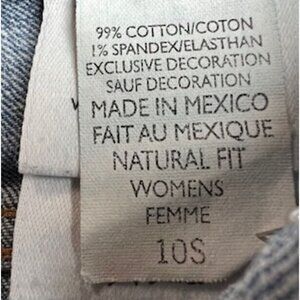 99% COTTON/COTON
1% SPANDEX/ELASTHAN
EXCLUSIVE DECORATION
SAUF DECORATION
MADE IN MEXICO
FAIT AU MEXIQUE
NATURAL FIT
WOMENS
FEMME
10S